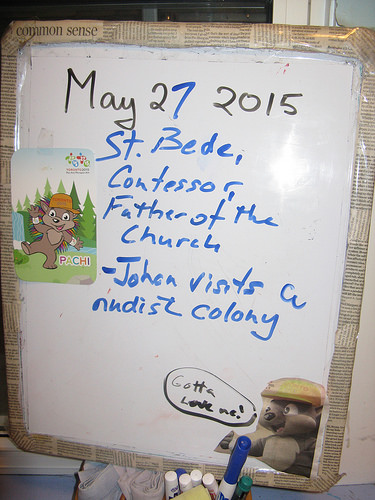 common sense
May 27 2015
St. Bede,
Confessor,
Father of the
Church
-Johan visits a
nudist colony
PACHI
Gotta
Love me!